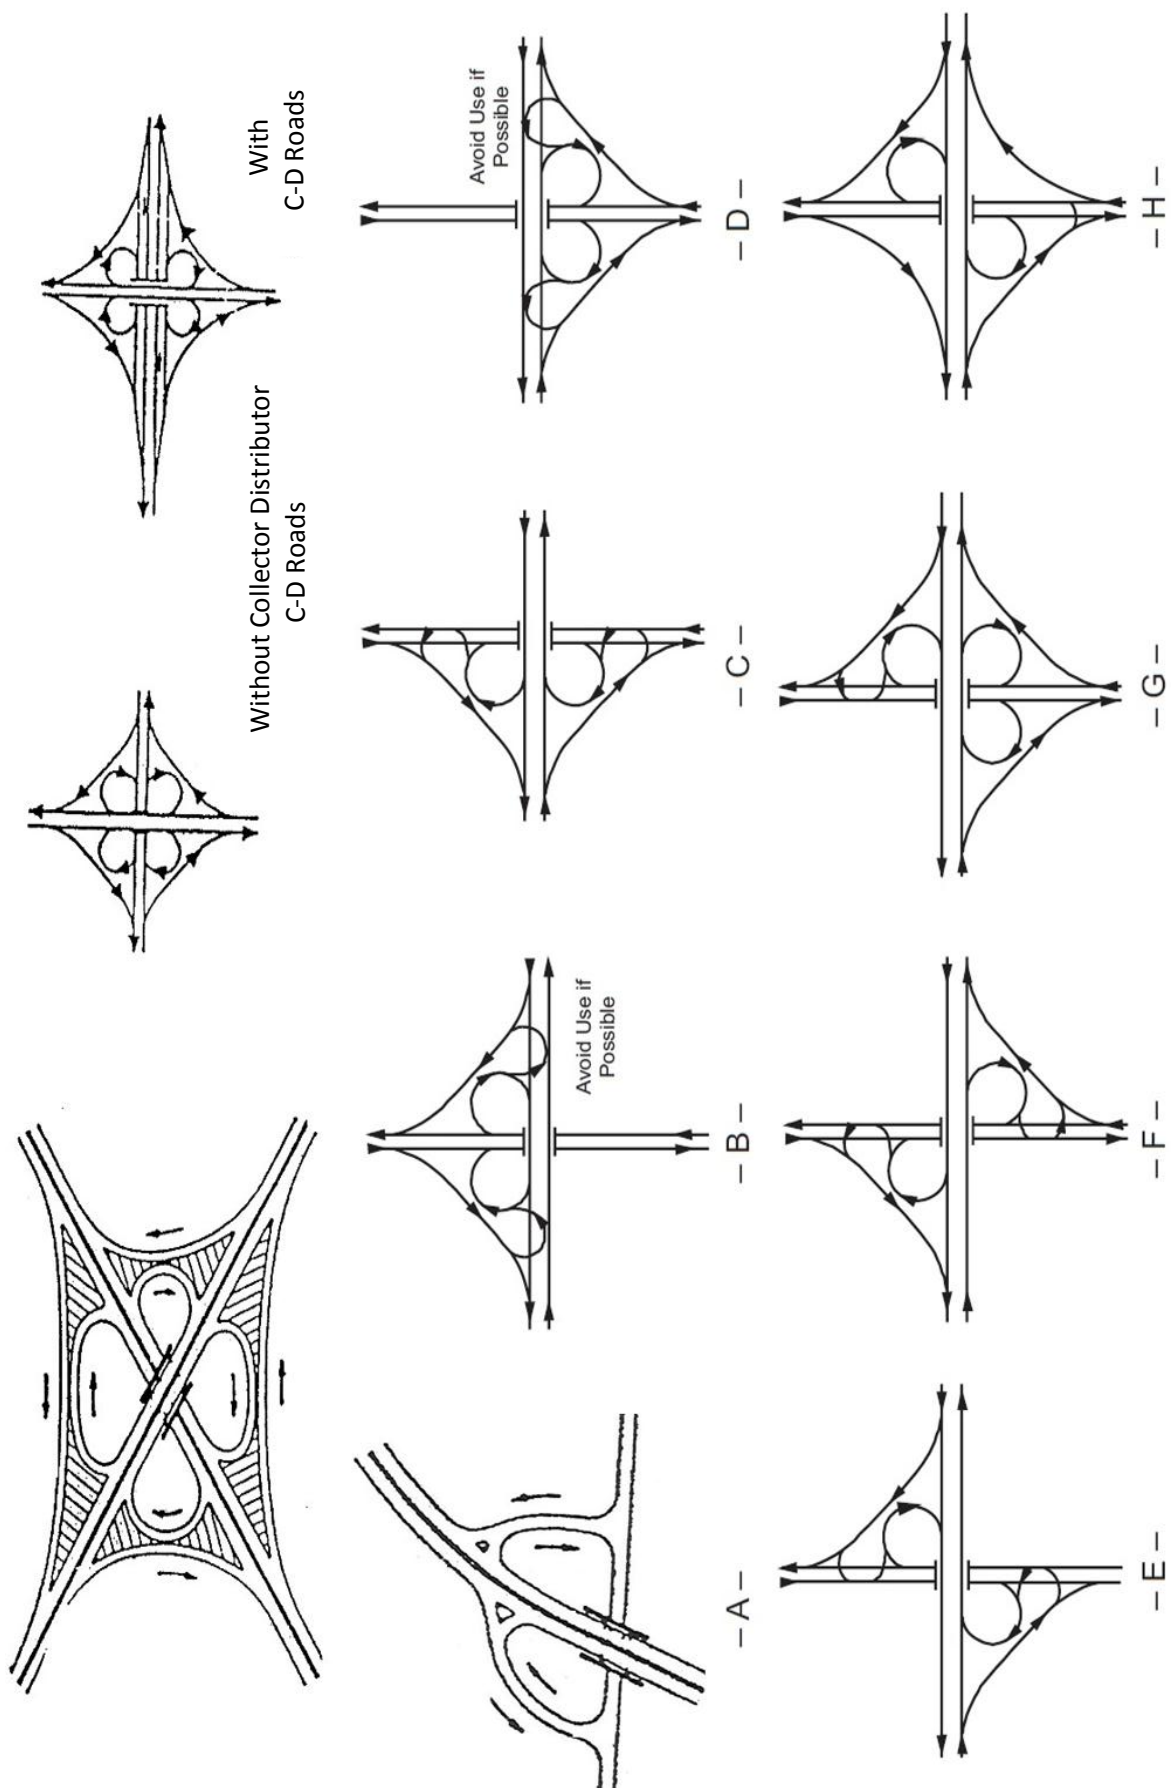 Without Collector Distributor
C-D Roads
With
C-D Roads
– A –
Avoid Use if
Possible
– B –
– C –
Avoid Use if
Possible
– D –
– E –
– F –
– G –
– H –